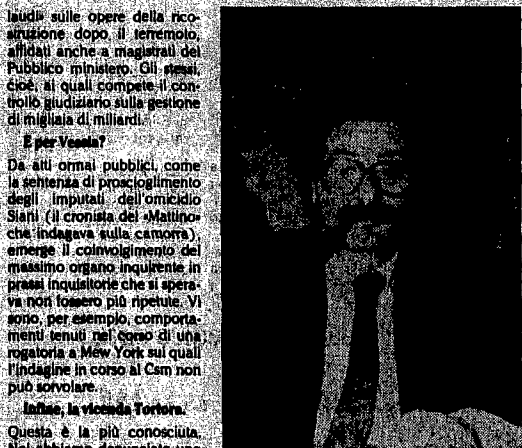 laudi» sulle opere della rico-
struzione dopo il terremoto,
affidati anche a magistrati del
Pubblico ministero. Gli stessi,
cioè, ai quali compete il con-
trollo giudiziario sulla gestione
di migliaia di miliardi.
E per Vessia?
Da atti ormai pubblici, come
la sentenza di proscioglimento
degli imputati dell'omicidio
Siani (il cronista del «Mattino»
che indagava sulla camorra)
emerge il coinvolgimento del
massimo organo inquirente in
prassi inquisitorie che si spera-
va non fossero più ripetute. Vi
sono, per esempio, comporta-
menti tenuti nel corso di una
rogatoria a Mew York sui quali
l'indagine in corso al Csm non
può sorvolare.
Infine, la vicenda Tortora.
Questa è la più conosciuta.